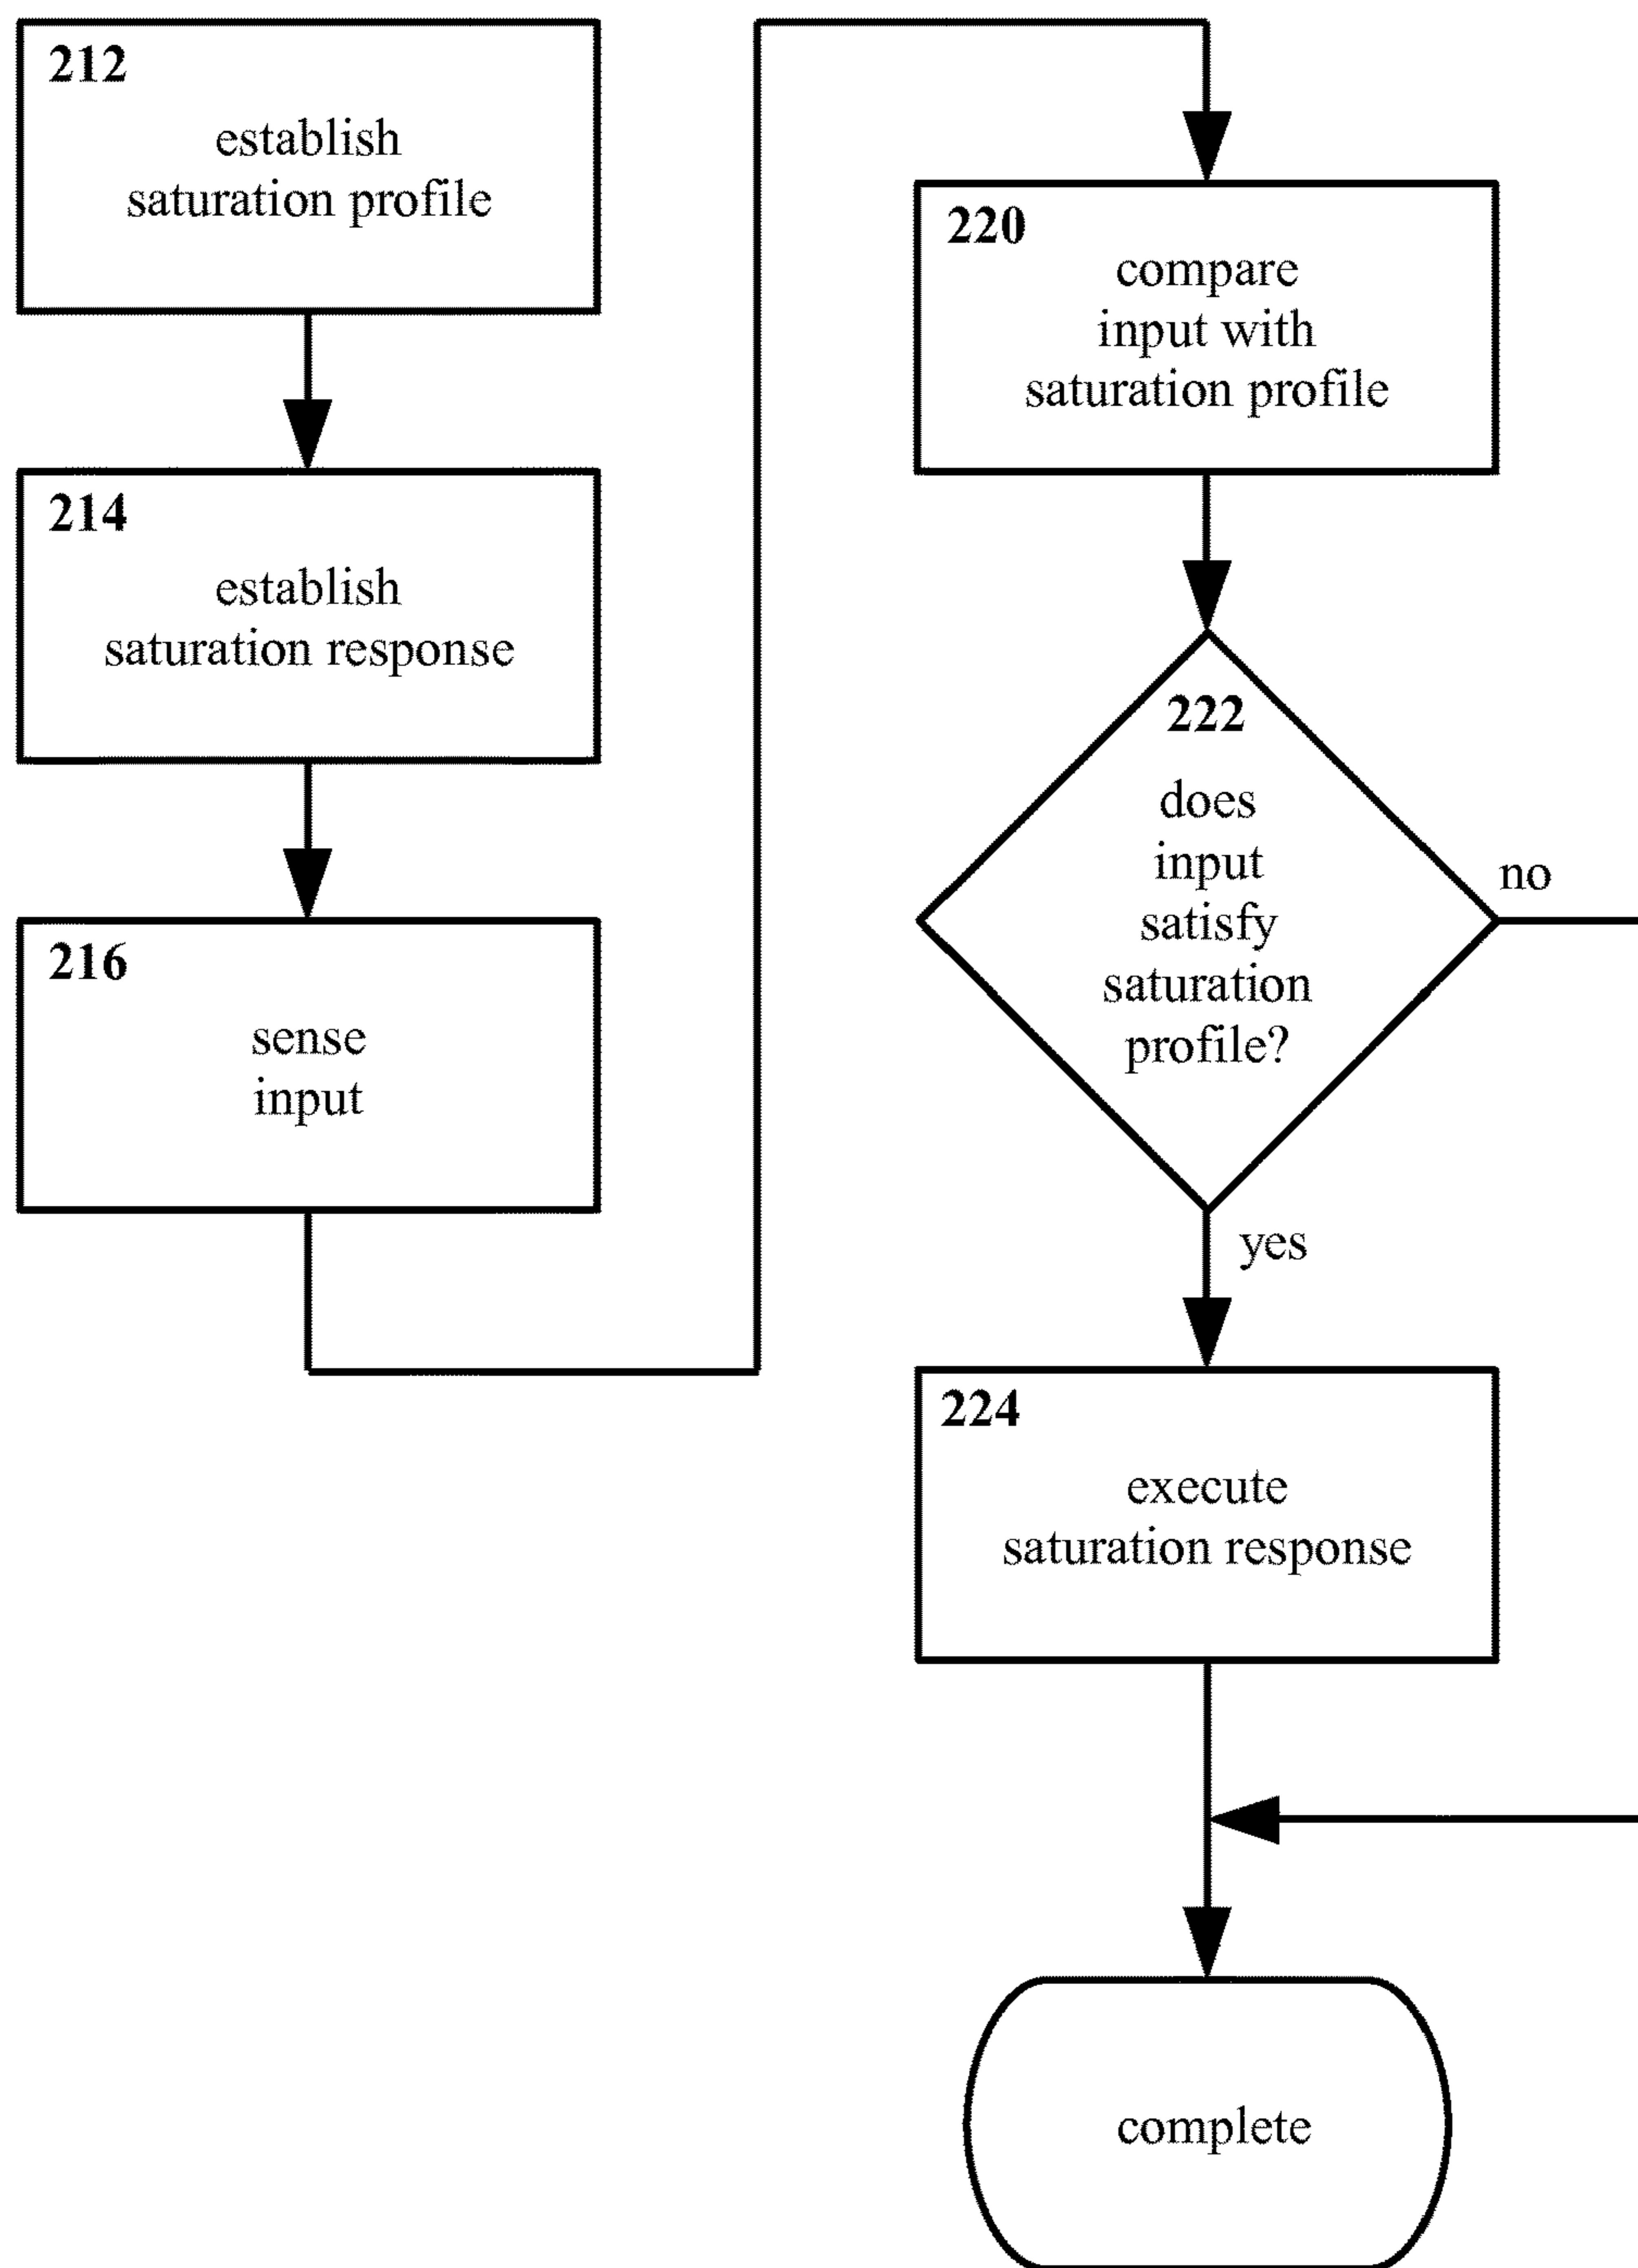 212
establish
saturation profile
214
establish
saturation response
216
sense
input
220
compare
input with
saturation profile
222
does
input
satisfy
saturation
profile?
no
yes
224
execute
saturation response
complete